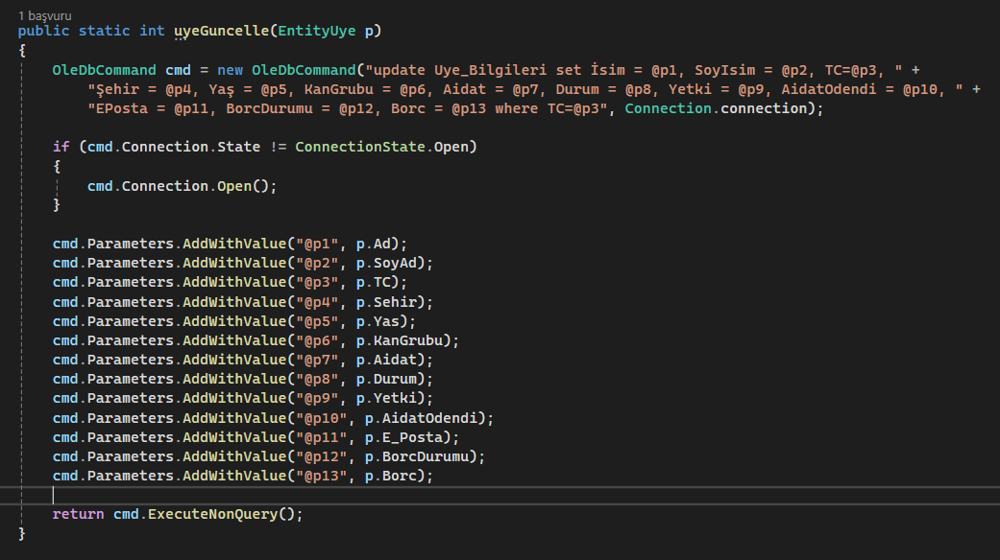 1 başvuru
public static int uyeGuncelle(EntityUye p)
{
OleDbCommand cmd = new OleDbCommand("update Uye_Bilgileri set İsim = @p1, SoyIsim = @p2, TC=@p3, " +
"Şehir = @p4, Yaş = @p5, KanGrubu = @p6, Aidat = @p7, Durum = @p8, Yetki = @p9, AidatOdendi = @p10, " +
"EPosta = @p11, BorcDurumu = @p12, Borc = @p13 where TC=@p3", Connection.connection);
if (cmd.Connection.State != ConnectionState.Open)
{
cmd.Connection.Open();
}
cmd.Parameters.AddWithValue("@p1", p.Ad);
cmd.Parameters.AddWithValue("@p2", p.SoyAd);
cmd.Parameters.AddWithValue("@p3", p.TC);
cmd.Parameters.AddWithValue("@p4", p.Sehir);
cmd.Parameters.AddWithValue("@p5", p.Yas);
cmd.Parameters.AddWithValue("@p6", p.KanGrubu);
cmd.Parameters.AddWithValue("@p7", p.Aidat);
cmd.Parameters.AddWithValue("@p8", p.Durum);
cmd.Parameters.AddWithValue("@p9", p.Yetki);
cmd.Parameters.AddWithValue("@p10", p.AidatOdendi);
cmd.Parameters.AddWithValue("@p11", p.E_Posta);
cmd.Parameters.AddWithValue("@p12", p.BorcDurumu);
cmd.Parameters.AddWithValue("@p13", p.Borc);
return cmd.ExecuteNonQuery();
}